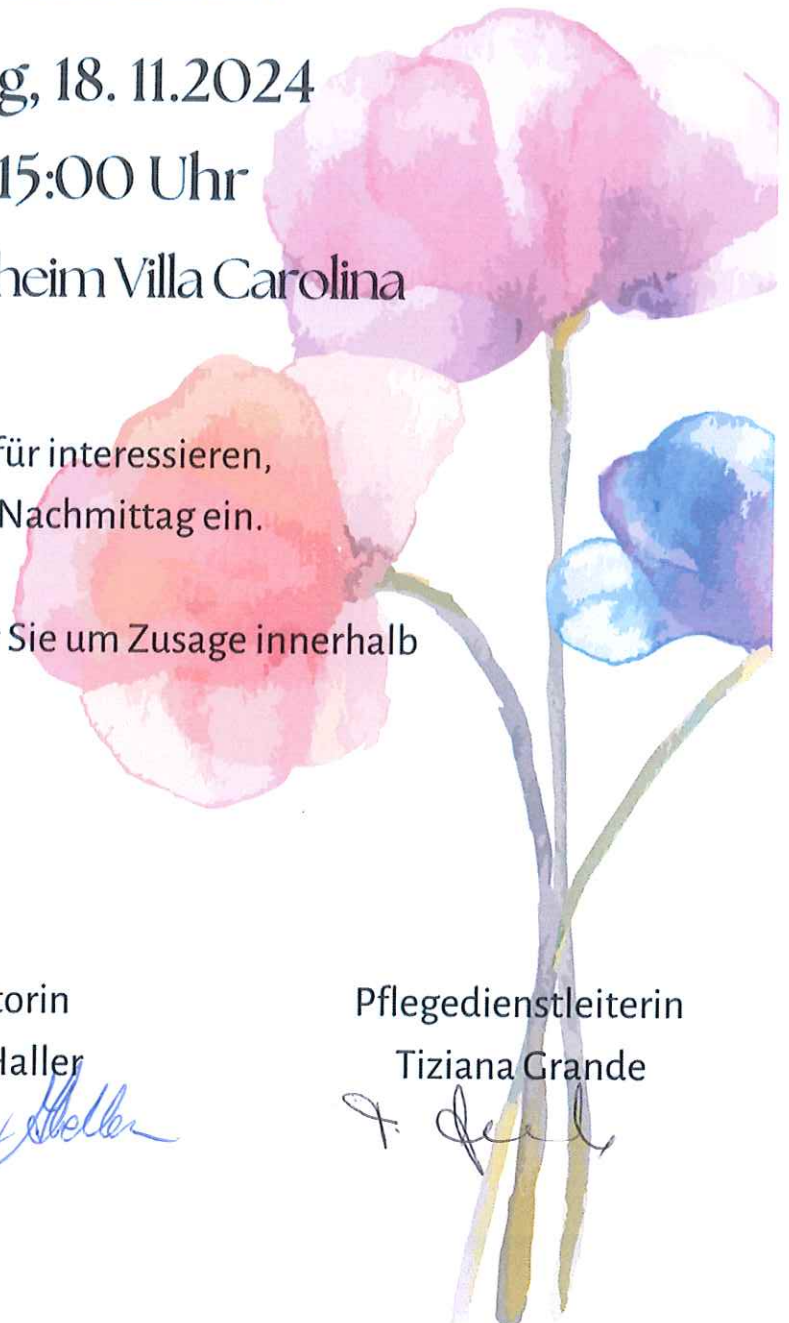 g, 18. 11.2024
15:00 Uhr
heim Villa Carolina
für interessieren,
Nachmittag ein.
Sie um Zusage innerhalb
torin
Pflegedienstleiterin
Haller
Tiziana Grande